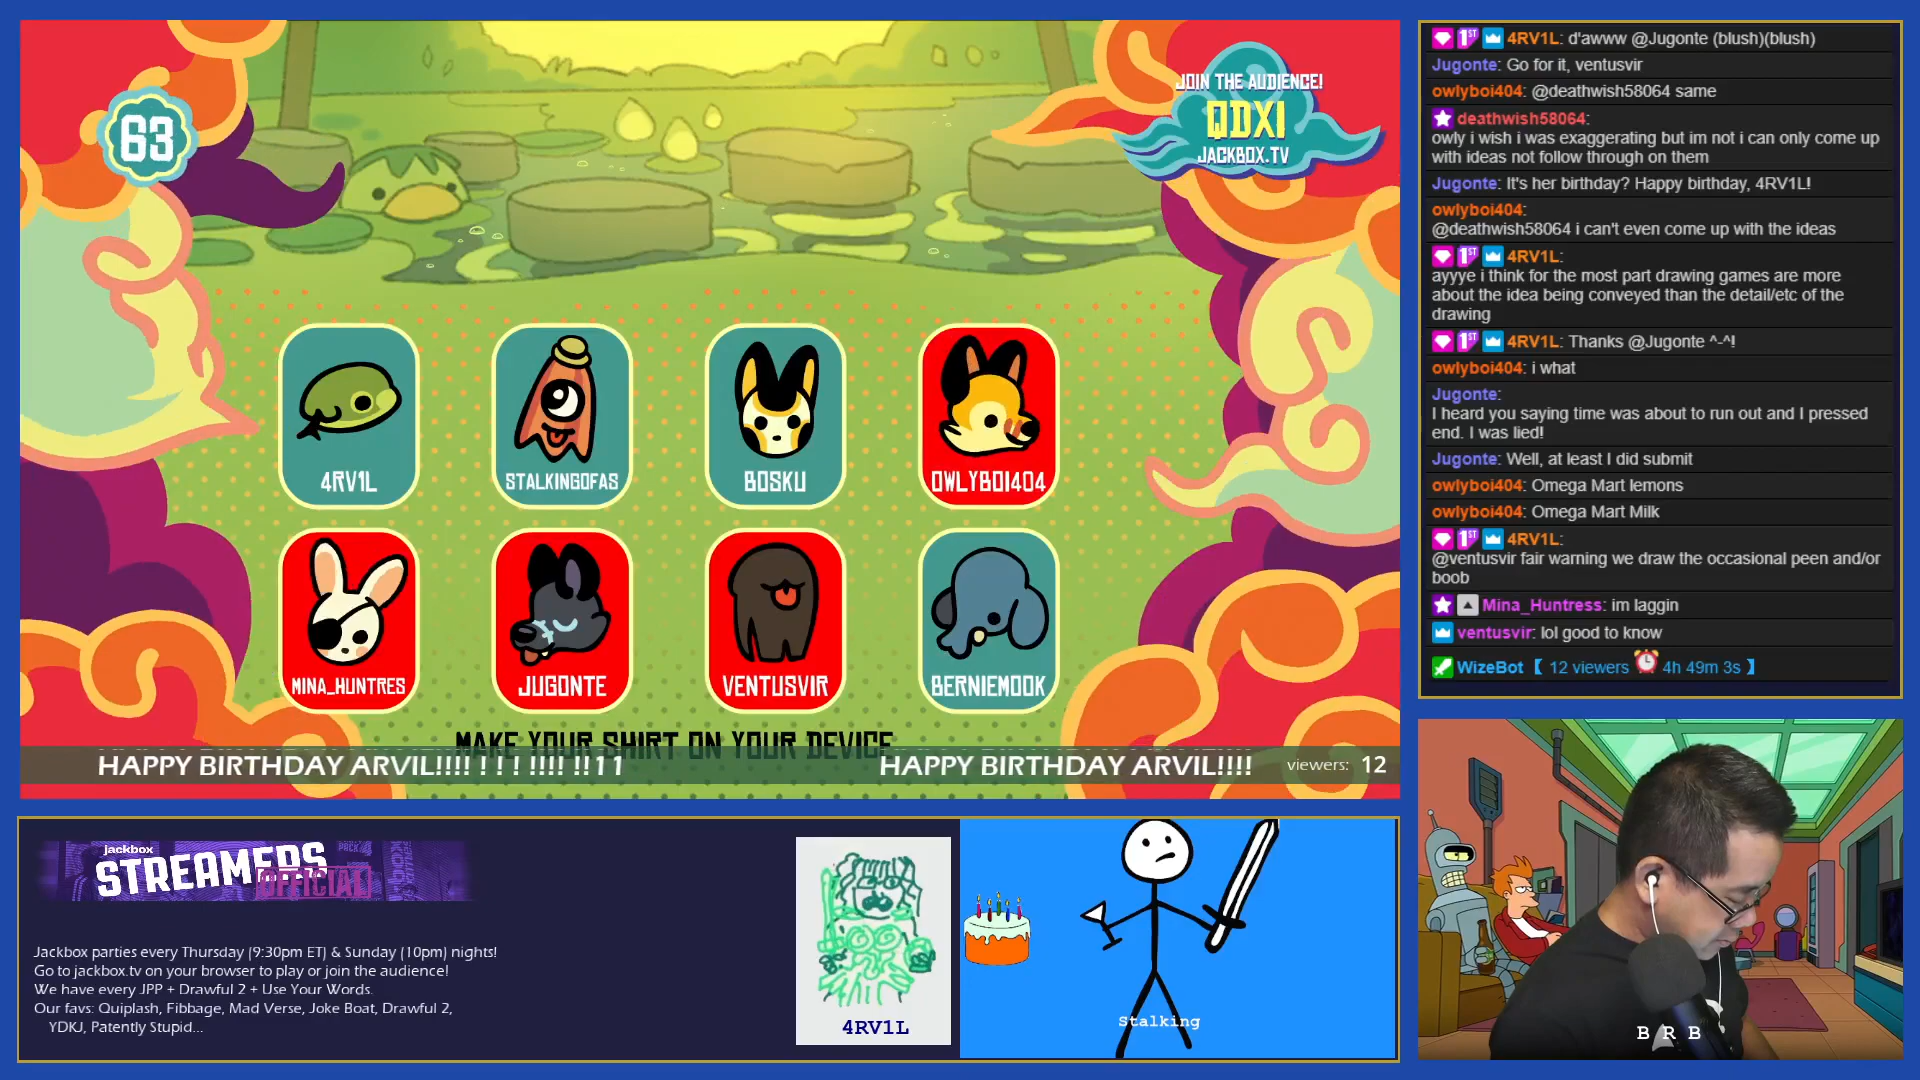 63
JOIN THE AUDIENCE!
QDXI
JACKBOX.TV
4RV1L
STALKINGOFAS
BOSKU
OWLYBOI404
MINA_HUNTRES
JUGONTE
VENTUSVIR
BERNIEMOOK
MAKE YOUR SHIRT ON YOUR DEVICE
HAPPY BIRTHDAY ARVIL!!!! ! ! ! !!!! !!11
HAPPY BIRTHDAY ARVIL!!!!
viewers: 12
jackbox
STREAMERS
OFFICIAL
Jackbox parties every Thursday (9:30pm ET) & Sunday (10pm) nights!
Go to jackbox.tv on your browser to play or join the audience!
We have every JPP + Drawful 2 + Use Your Words.
Our favs: Quiplash, Fibbage, Mad Verse, Joke Boat, Drawful 2,
YDKJ, Patently Stupid...
4RV1L
Stalking
1ST 4RV1L: d'awww @Jugonte (blush)(blush)
Jugonte: Go for it, ventusvir
owlyboi404: @deathwish58064 same
deathwish58064:
owly i wish i was exaggerating but im not i can only come up
with ideas not follow through on them
Jugonte: It's her birthday? Happy birthday, 4RV1L!
owlyboi404:
@deathwish58064 i can't even come up with the ideas
1ST 4RV1L:
ayyye i think for the most part drawing games are more
about the idea being conveyed than the detail/etc of the
drawing
1ST 4RV1L: Thanks @Jugonte ^-^!
owlyboi404: i what
Jugonte:
I heard you saying time was about to run out and I pressed
end. I was lied!
Jugonte: Well, at least I did submit
owlyboi404: Omega Mart lemons
owlyboi404: Omega Mart Milk
1ST 4RV1L:
@ventusvir fair warning we draw the occasional peen and/or
boob
Mina_Huntress: im laggin
ventusvir: lol good to know
WizeBot 【 12 viewers ⏰ 4h 49m 3s 】
B R B